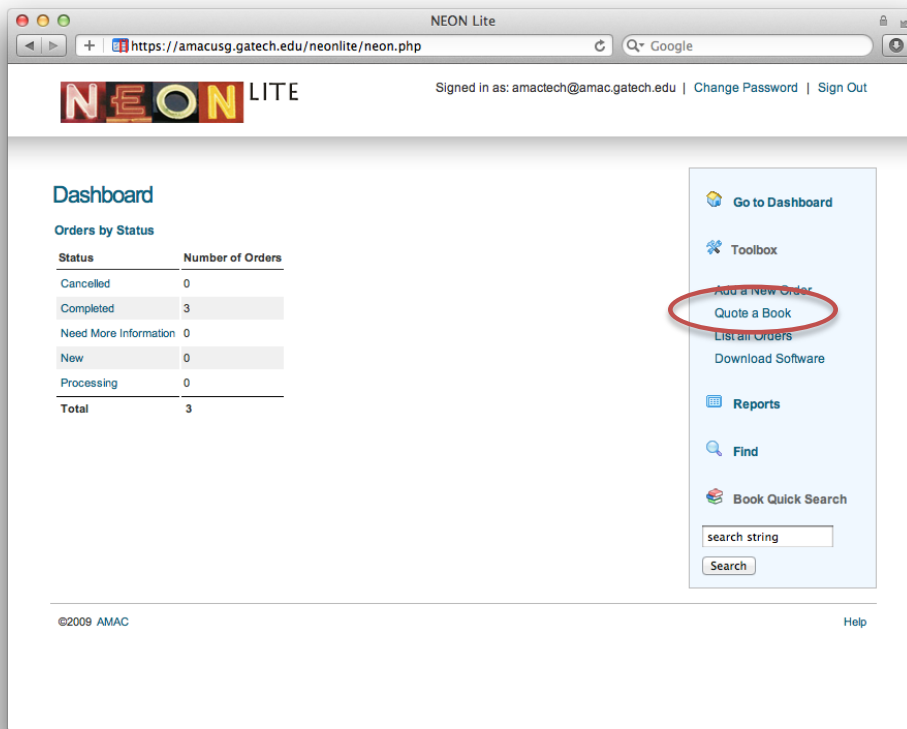 NEON Lite
https://amacusg.gatech.edu/neonlite/neon.php
Google
NEON LITE
Signed in as: amactech@amac.gatech.edu | Change Password | Sign Out
Dashboard
Orders by Status
Status Number of Orders
Cancelled 0
Completed 3
Need More Information 0
New 0
Processing 0
Total 3
Go to Dashboard
Toolbox
Add a New Order
Quote a Book
List all Orders
Download Software
Reports
Find
Book Quick Search
search string
Search
©2009 AMAC
Help